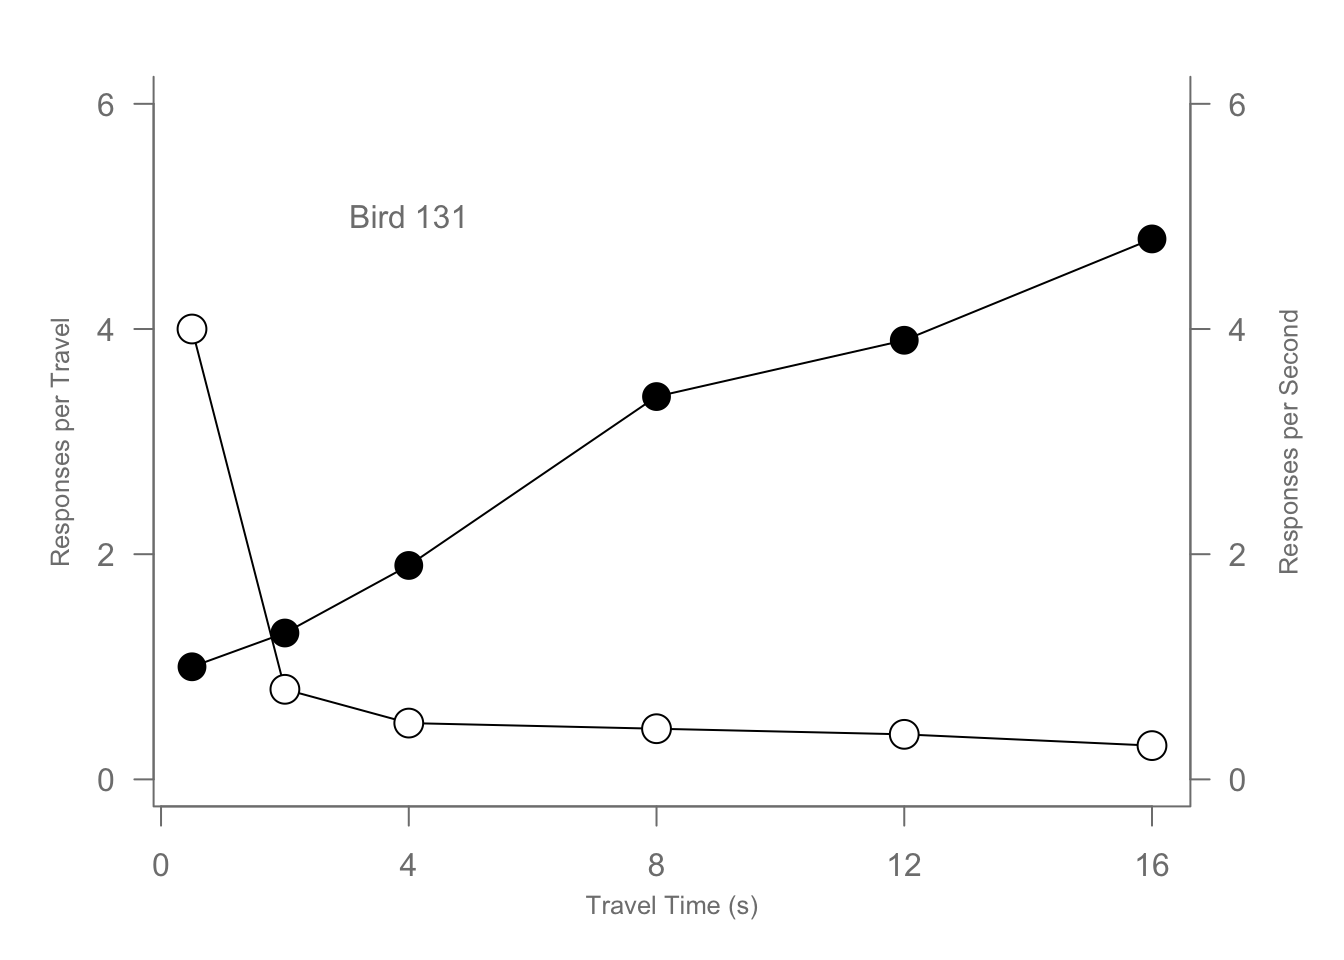 6
4
2
0
Responses per Travel
Bird 131
6
4
2
0
Responses per Second
0 4 8 12 16
Travel Time (s)